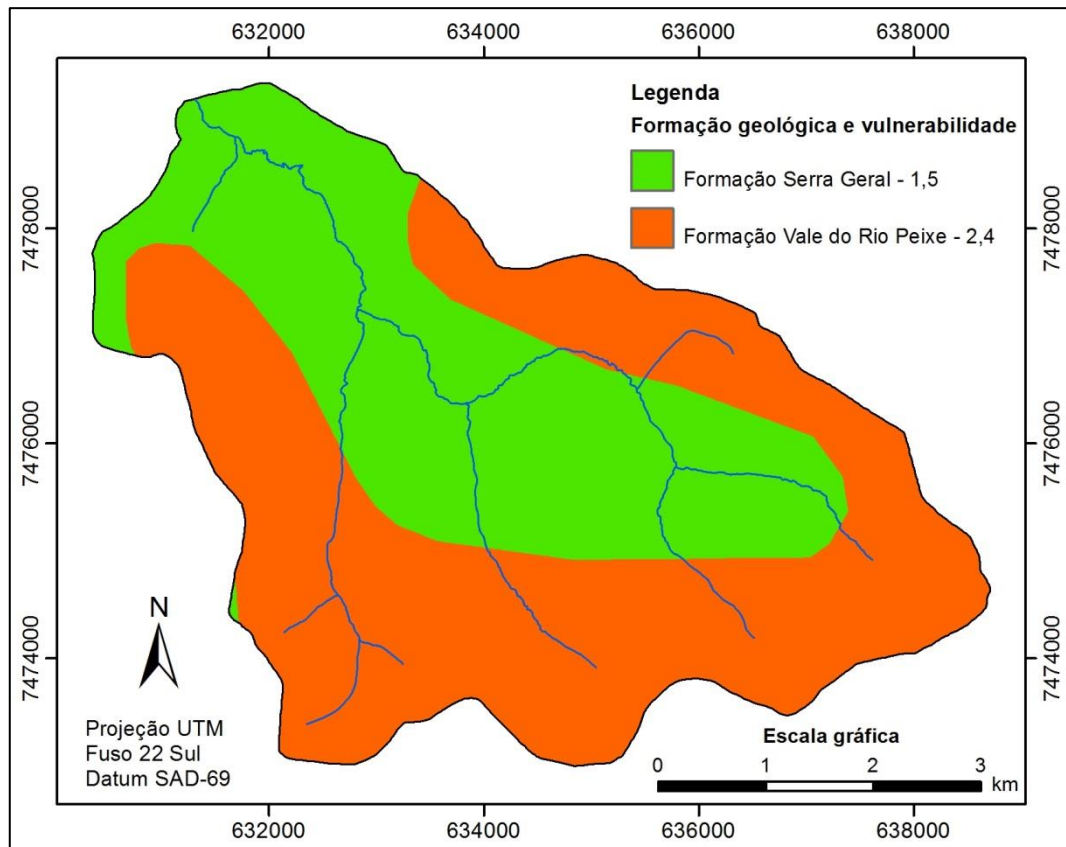 632000 634000 636000 638000
Legenda
Formação geológica e vulnerabilidade
Formação Serra Geral - 1,5
Formação Vale do Rio Peixe - 2,4
7478000 7478000
7476000 7476000
7474000 7474000
N
Projeção UTM
Fuso 22 Sul
Datum SAD-69
Escala gráfica
0 1 2 3
km
632000 634000 636000 638000